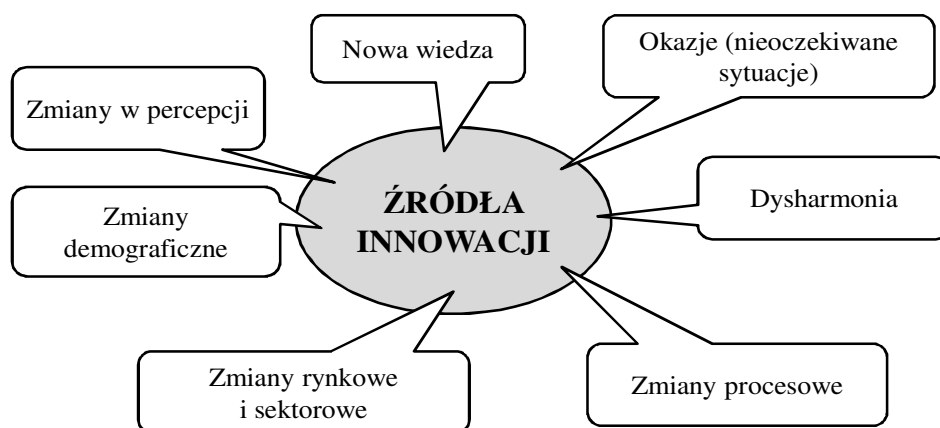 Nowa wiedza
Okazje (nieoczekiwane
sytuacje)
Zmiany w percepcji
Dysharmonia
ŹRÓDŁA
INNOWACJI
Zmiany
demograficzne
Zmiany rynkowe
i sektorowe
Zmiany procesowe